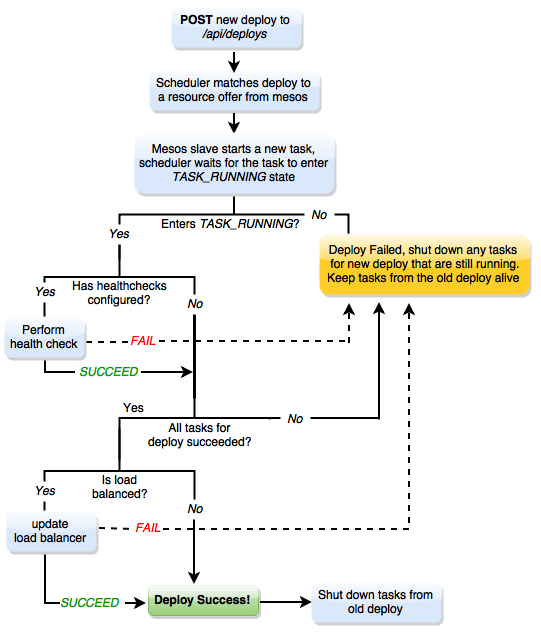 POST new deploy to
/api/deploys
Scheduler matches deploy to
a resource offer from mesos
Mesos slave starts a new task,
scheduler waits for the task to enter
TASK_RUNNING state
Enters TASK_RUNNING?
No
Yes
Deploy Failed, shut down any tasks
for new deploy that are still running.
Keep tasks from the old deploy alive
Has healthchecks
configured?
Yes
No
Perform
health check
FAIL
SUCCEED
Yes
All tasks for
deploy succeeded?
No
Is load
balanced?
Yes
No
update
load balancer
FAIL
SUCCEED
Deploy Success!
Shut down tasks from
old deploy